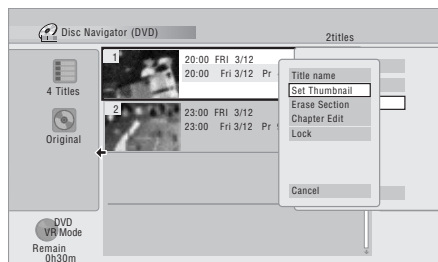 Disc Navigator (DVD)
2titles
1
20:00 FRI 3/12
20:00 Fri 3/12 Pr
4 Titles
2
23:00 FRI 3/12
23:00 Fri 3/12 Pr
Original
Title name
Set Thumbnail
Erase Section
Chapter Edit
Lock
Cancel
DVD
VR Mode
Remain
0h30m